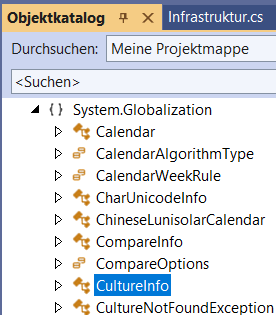 Objektkatalog Infrastruktur.cs
Durchsuchen: Meine Projektmappe
<Suchen>
{ } System.Globalization
Calendar
CalendarAlgorithmType
CalendarWeekRule
CharUnicodeInfo
ChineseLunisolarCalendar
CompareInfo
CompareOptions
CultureInfo
CultureNotFoundException